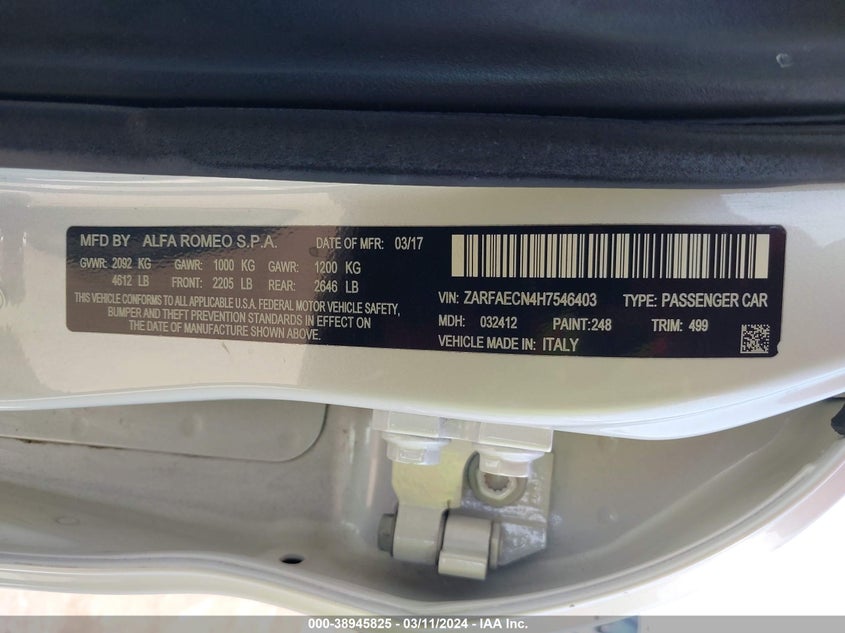 MFD BY ALFA ROMEO S.P.A. DATE OF MFR: 03/17
GVWR: 2092 KG GAWR: 1000 KG GAWR: 1200 KG
4612 LB FRONT: 2205 LB REAR: 2646 LB
THIS VEHICLE CONFORMS TO ALL APPLICABLE U.S.A. FEDERAL MOTOR VEHICLE SAFETY,
BUMPER AND THEFT PREVENTION STANDARDS IN EFFECT ON
THE DATE OF MANUFACTURE SHOWN ABOVE.
VIN: ZARFAECN4H7546403 TYPE: PASSENGER CAR
MDH: 032412 PAINT: 248 TRIM: 499
VEHICLE MADE IN: ITALY
000-38945825 - 03/11/2024 - IAA Inc.